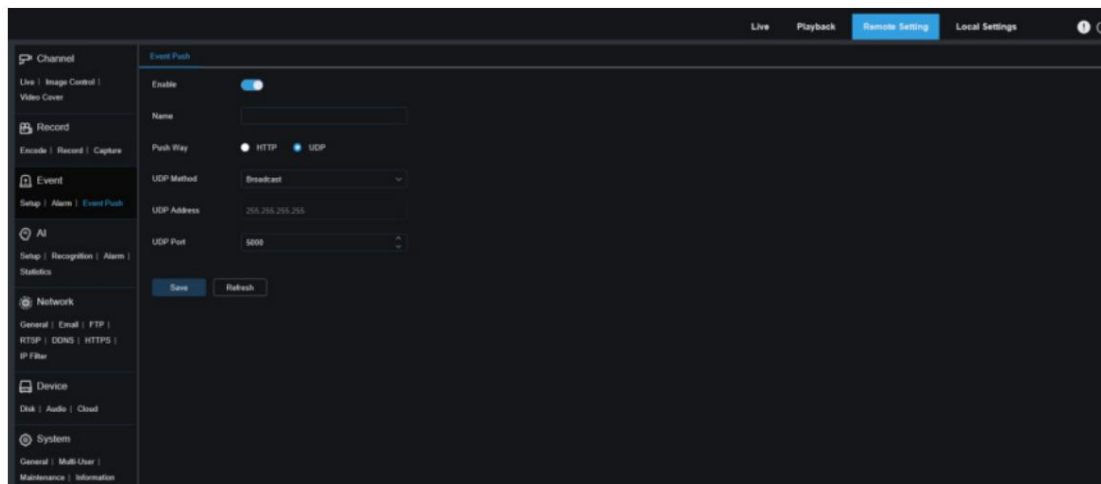 Live Playback Remote Setting Local Settings
Channel
Live | Image Control |
Video Cover
Record
Encode | Record | Capture
Event
Setup | Alarm | Event Push
AI
Setup | Recognition | Alarm |
Statistics
Network
General | Email | FTP |
RTSP | DDNS | HTTPS |
IP Filter
Device
Disk | Audio | Cloud
System
General | Multi-User |
Maintenance | Information
Event Push
Enable
Name
Push Way HTTP UDP
UDP Method Broadcast
UDP Address 255.255.255.255
UDP Port 5000
Save Refresh